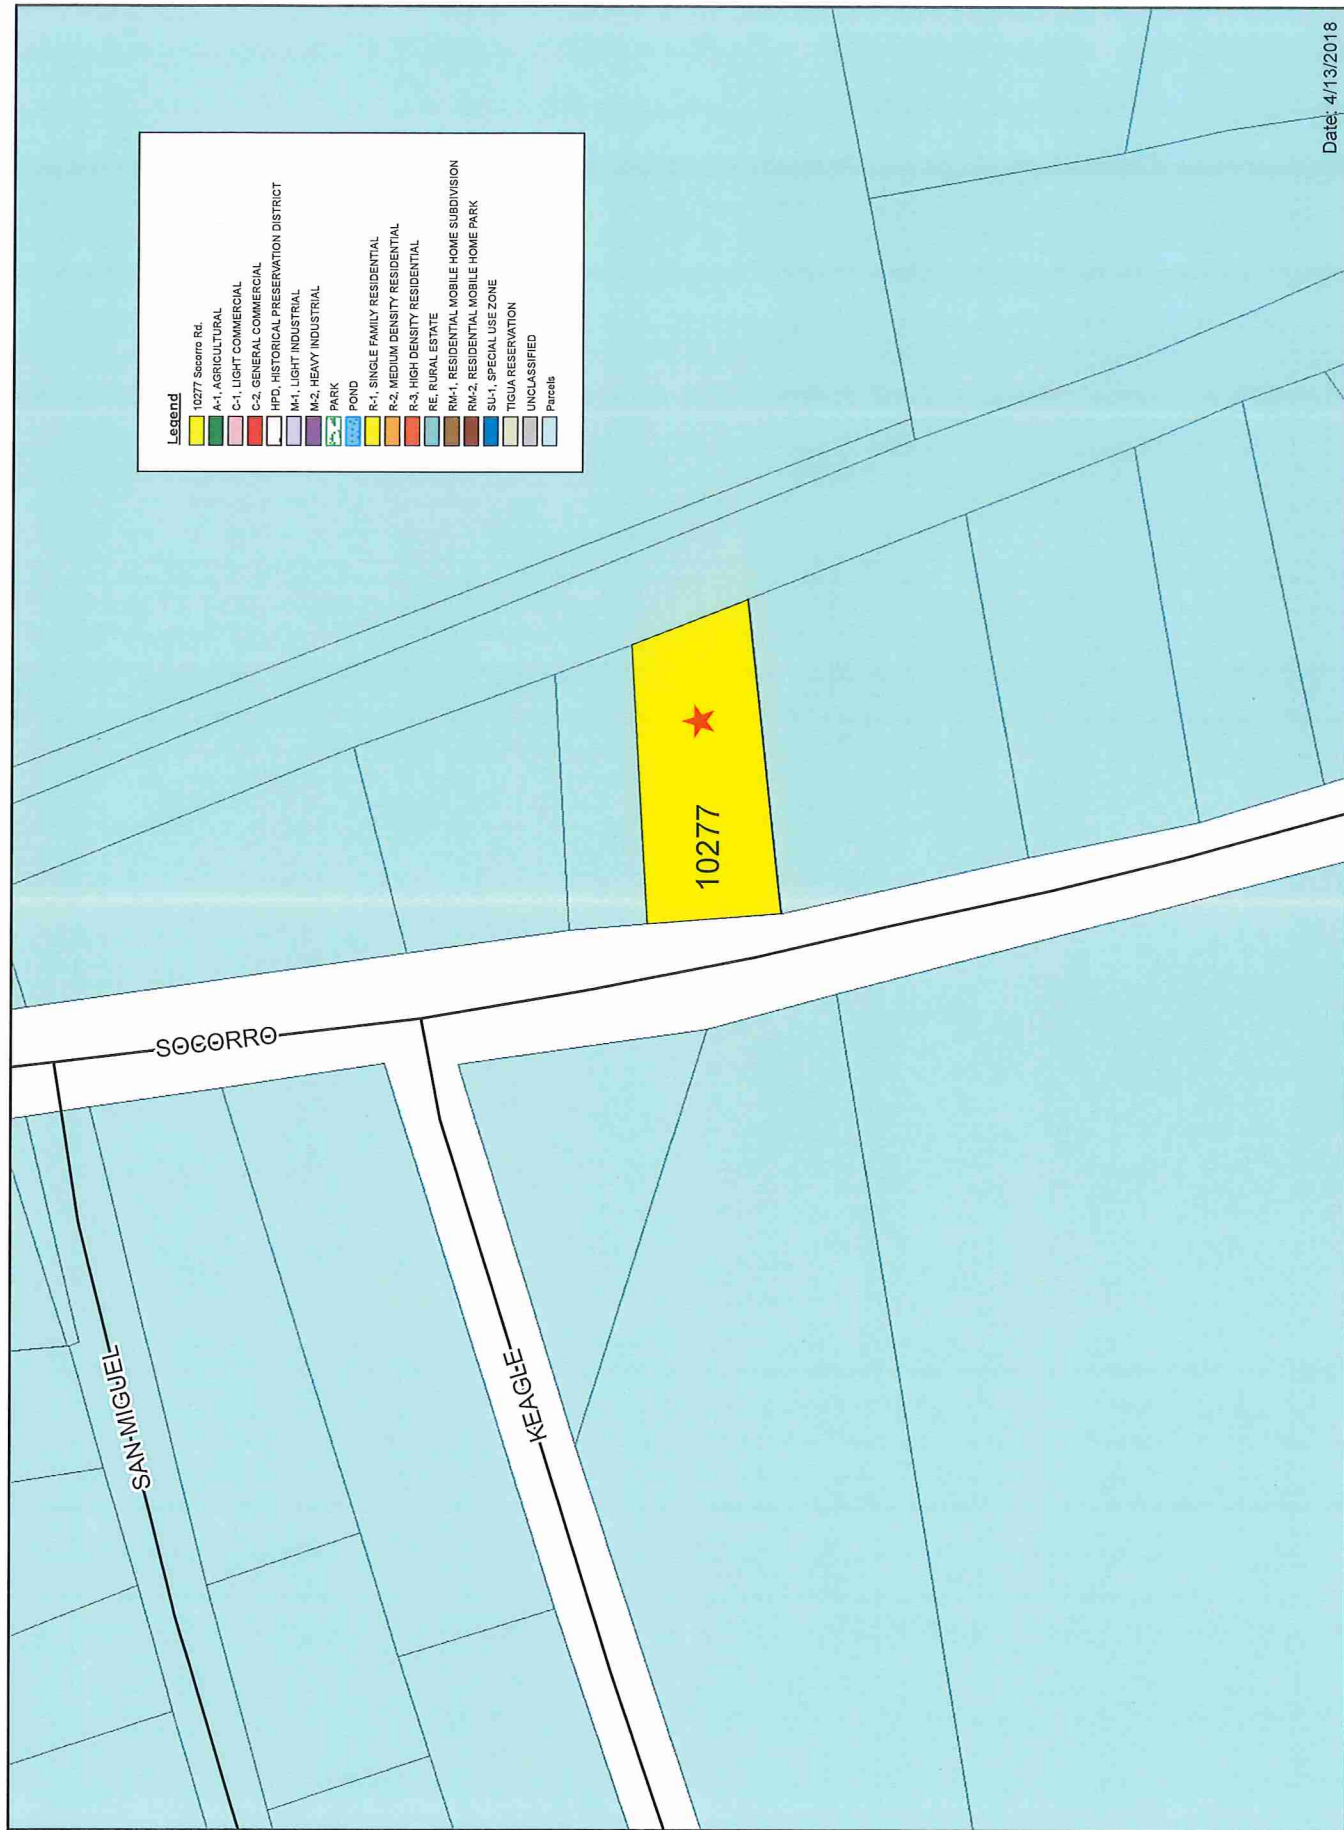 Legend
10277 Socorro Rd.
A-1, AGRICULTURAL
C-1, LIGHT COMMERCIAL
C-2, GENERAL COMMERCIAL
HPD, HISTORICAL PRESERVATION DISTRICT
M-1, LIGHT INDUSTRIAL
M-2, HEAVY INDUSTRIAL
PARK
POND
R-1, SINGLE FAMILY RESIDENTIAL
R-2, MEDIUM DENSITY RESIDENTIAL
R-3, HIGH DENSITY RESIDENTIAL
RE, RURAL ESTATE
RM-1, RESIDENTIAL MOBILE HOME SUBDIVISION
RM-2, RESIDENTIAL MOBILE HOME PARK
SU-1, SPECIAL USE ZONE
TIGUA RESERVATION
UNCLASSIFIED
Parcels
SOCORRO
10277
SAN MIGUEL
KEAGLE
Date: 4/13/2018